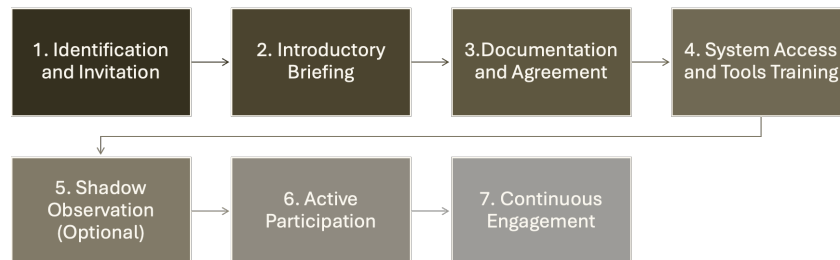 1. Identification
and Invitation
2. Introductory
Briefing
3.Documentation
and Agreement
4. System Access
and Tools Training
5. Shadow
Observation
(Optional)
6. Active
Participation
7. Continuous
Engagement